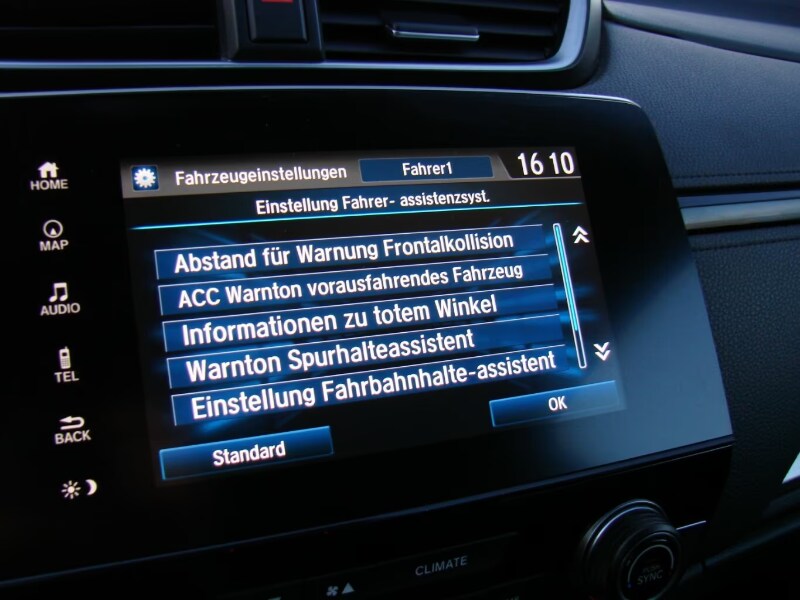 Fahrzeugeinstellungen Fahrer1 16 10
Einstellung Fahrer- assistenzsyst.
HOME
MAP
AUDIO
TEL
BACK
Abstand für Warnung Frontalkollision
ACC Warnton vorausfahrendes Fahrzeug
Informationen zu totem Winkel
Warnton Spurhalteassistent
Einstellung Fahrbahnhalte-assistent
Standard OK
CLIMATE
SYNC